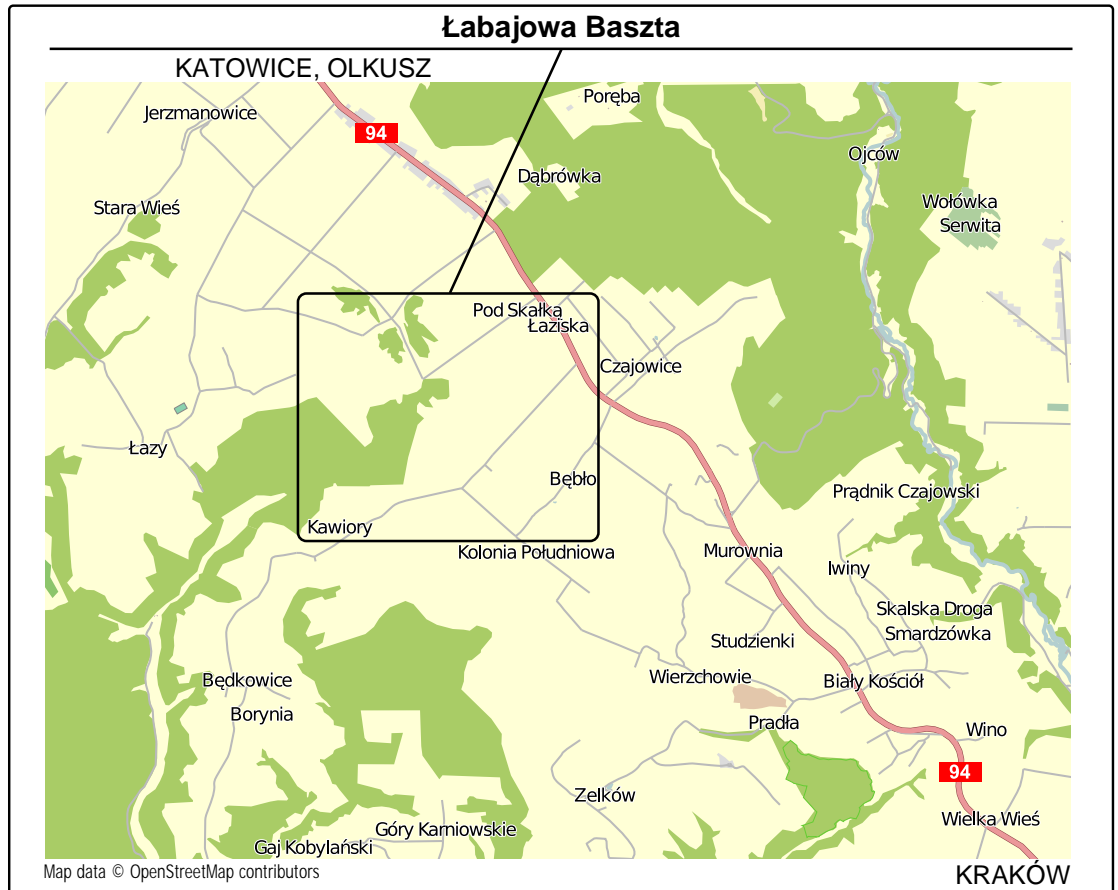 Łabajowa Baszta
KATOWICE, OLKUSZ
Poręba
Jerzmanowice
94
Ojców
Dąbrówka
Wołówka
Serwita
Stara Wieś
Pod Skałka
Łaziska
Czajowice
Łazy
Bębło
Prądnik Czajowski
Kawiory
Kolonia Południowa
Murownia
Iwiny
Skalska Droga
Smardzówka
Studzienki
Wierzchowie
Będkowice
Biały Kościół
Borynia
Pradła
Wino
94
Zelków
Wielka Wieś
Góry Karniowskie
Gaj Kobylański
Map data © OpenStreetMap contributors
KRAKÓW